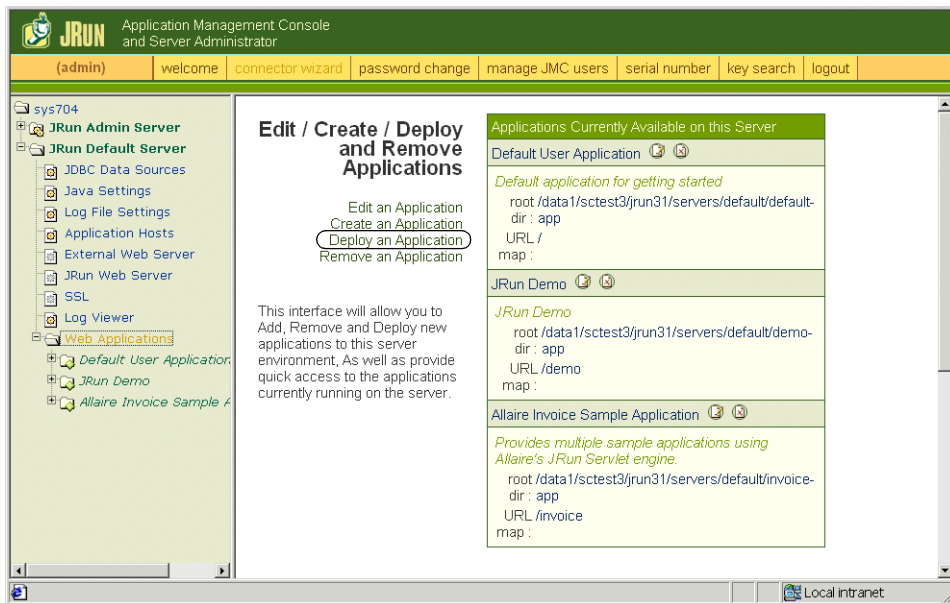 JRUN
Application Management Console
and Server Administrator
(admin) welcome connector wizard password change manage JMC users serial number key search logout
sys704
JRun Admin Server
JRun Default Server
JDBC Data Sources
Java Settings
Log File Settings
Application Hosts
External Web Server
JRun Web Server
SSL
Log Viewer
Web Applications
Default User Application
JRun Demo
Allaire Invoice Sample A
Edit / Create / Deploy
and Remove
Applications
Edit an Application
Create an Application
Deploy an Application
Remove an Application
This interface will allow you to
Add, Remove and Deploy new
applications to this server
environment, As well as provide
quick access to the applications
currently running on the server.
Applications Currently Available on this Server
Default User Application
Default application for getting started
root /data1/sctest3/jrun31/servers/default/default-
dir : app
URL /
map :
JRun Demo
JRun Demo
root /data1/sctest3/jrun31/servers/default/demo-
dir : app
URL /demo
map :
Allaire Invoice Sample Application
Provides multiple sample applications using
Allaire's JRun Servlet engine.
root /data1/sctest3/jrun31/servers/default/invoice-
dir : app
URL /invoice
map :
Local intranet